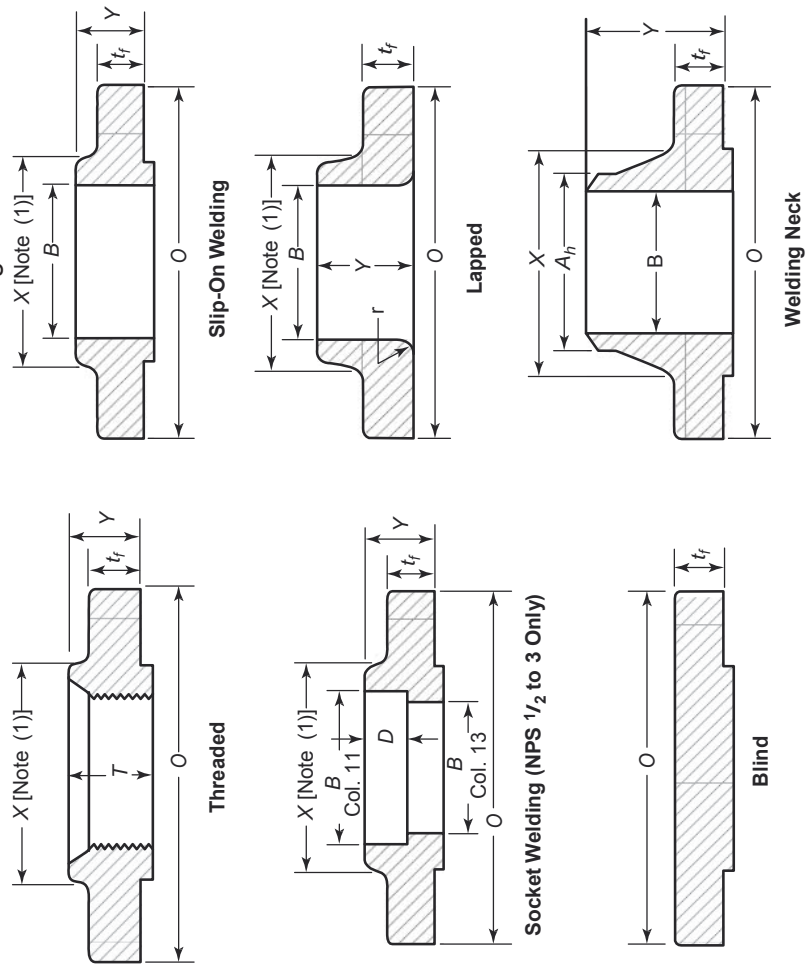 X [Note (1)]
Y
t_f
T
O
Threaded
X [Note (1)]
Y
t_f
B
O
Slip-On Welding
X [Note (1)]
Y
t_f
B
Col. 11
D
B
Col. 13
O
Socket Welding (NPS 1/2 to 3 Only)
X [Note (1)]
t_f
B
Y
r
O
Lapped
O
t_f
Blind
X
A_h
Y
t_f
B
O
Welding Neck